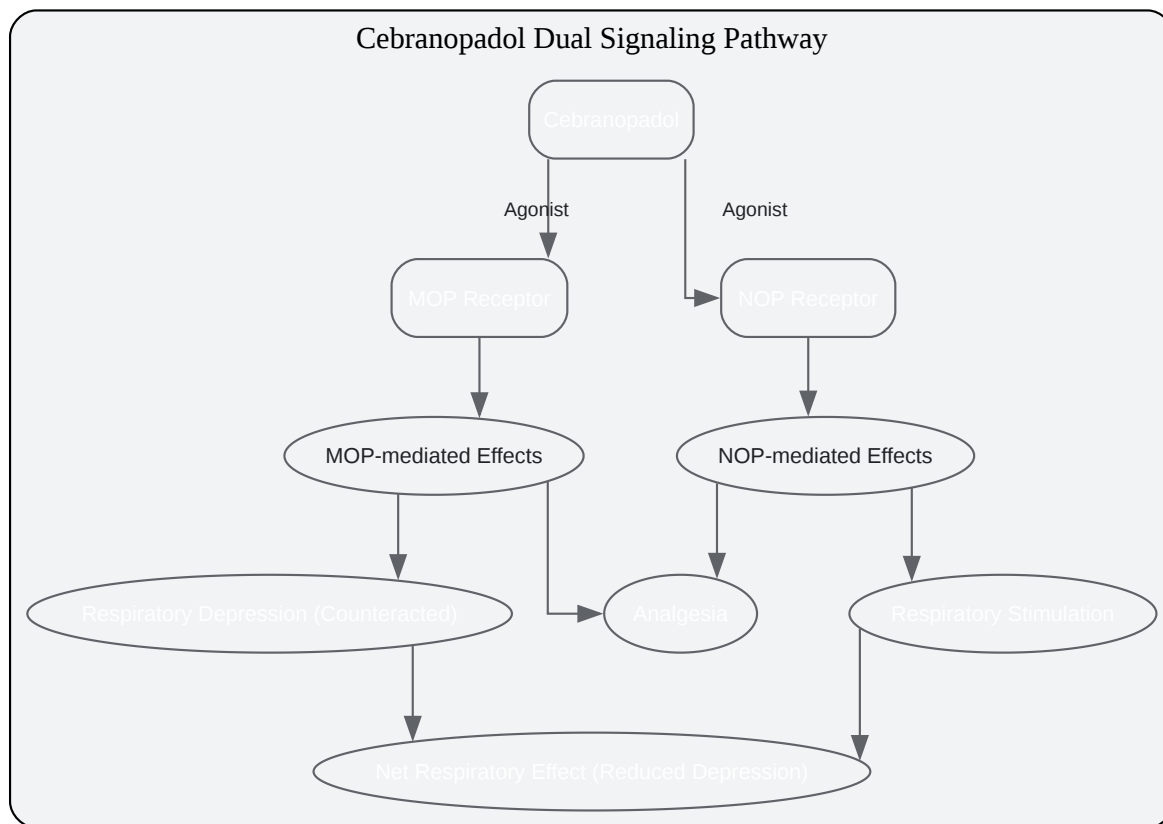 Cebranopadol Dual Signaling Pathway
Cebranopadol
Agonist
Agonist
MOP Receptor
NOP Receptor
MOP-mediated Effects
NOP-mediated Effects
Respiratory Depression (Counteracted)
Analgesia
Respiratory Stimulation
Net Respiratory Effect (Reduced Depression)